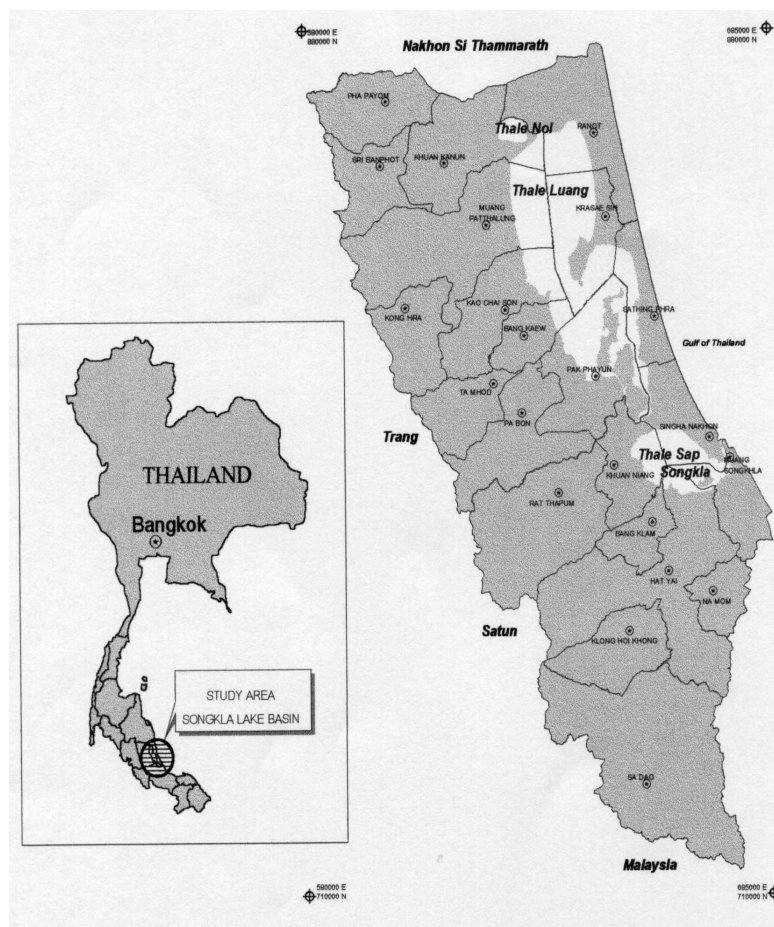 580000 E
880000 N
685000 E
880000 N
Nakhon Si Thammarath
PHA PAYOM
Thale Noi
RANOT
SRI BANPHOT
KHUAN KANUN
Thale Luang
MUANG
PATTHALUNG
KRASAE SIN
KONG HRA
KAO CHAI SON
SATHING PHRA
BANG KAEW
Gulf of Thailand
PAK PHAYUN
TA MHOD
PA BON
Trang
SINGHA NAKHON
Thale Sap
Songkla
MUANG
SONGKHLA
KHUAN NIANG
RAT THAPUM
BANG KLAM
HAT YAI
NA MOM
Satun
KLONG HOI KHONG
SA DAO
Malaysia
THAILAND
Bangkok
STUDY AREA
SONGKLA LAKE BASIN
590000 E
710000 N
685000 E
710000 N